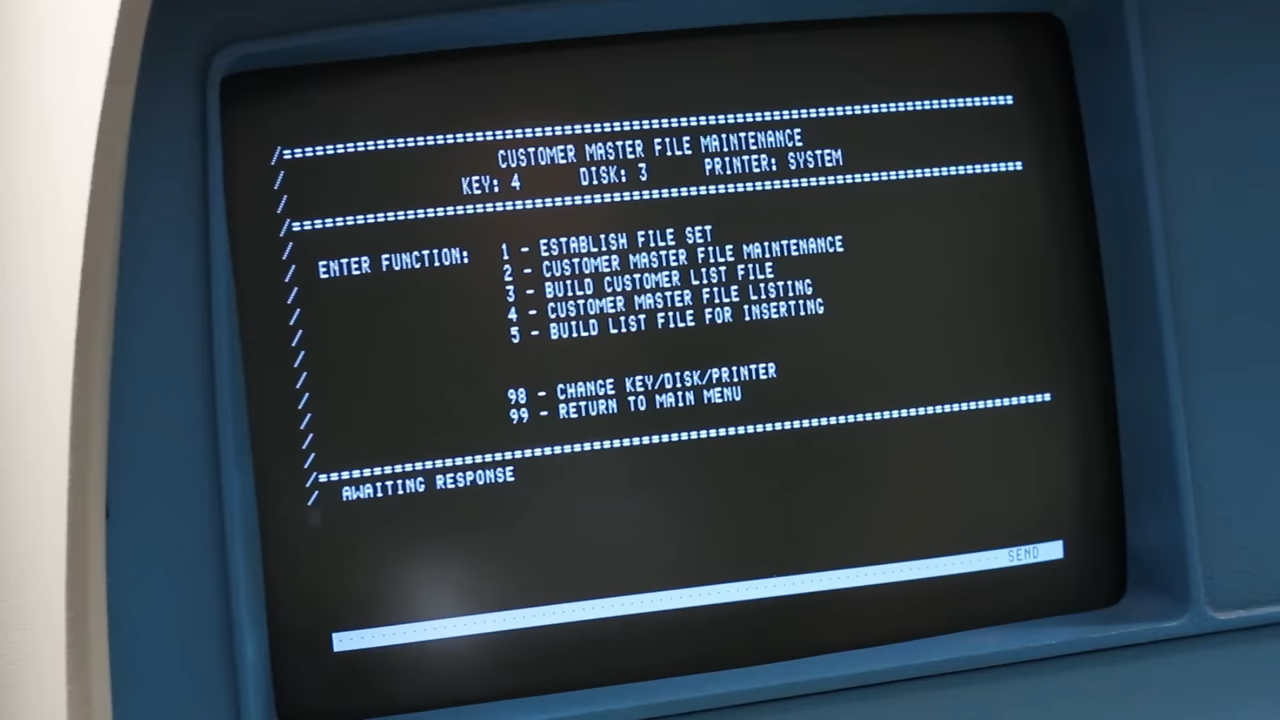 /==========================================================================
/ CUSTOMER MASTER FILE MAINTENANCE
/ KEY: 4 DISK: 3 PRINTER: SYSTEM
/
/==========================================================================
/
/ ENTER FUNCTION: 1 - ESTABLISH FILE SET
/ 2 - CUSTOMER MASTER FILE MAINTENANCE
/ 3 - BUILD CUSTOMER LIST FILE
/ 4 - CUSTOMER MASTER FILE LISTING
/ 5 - BUILD LIST FILE FOR INSERTING
/
/
/ 98 - CHANGE KEY/DISK/PRINTER
/ 99 - RETURN TO MAIN MENU
/
/==========================================================================
/ AWAITING RESPONSE
SEND